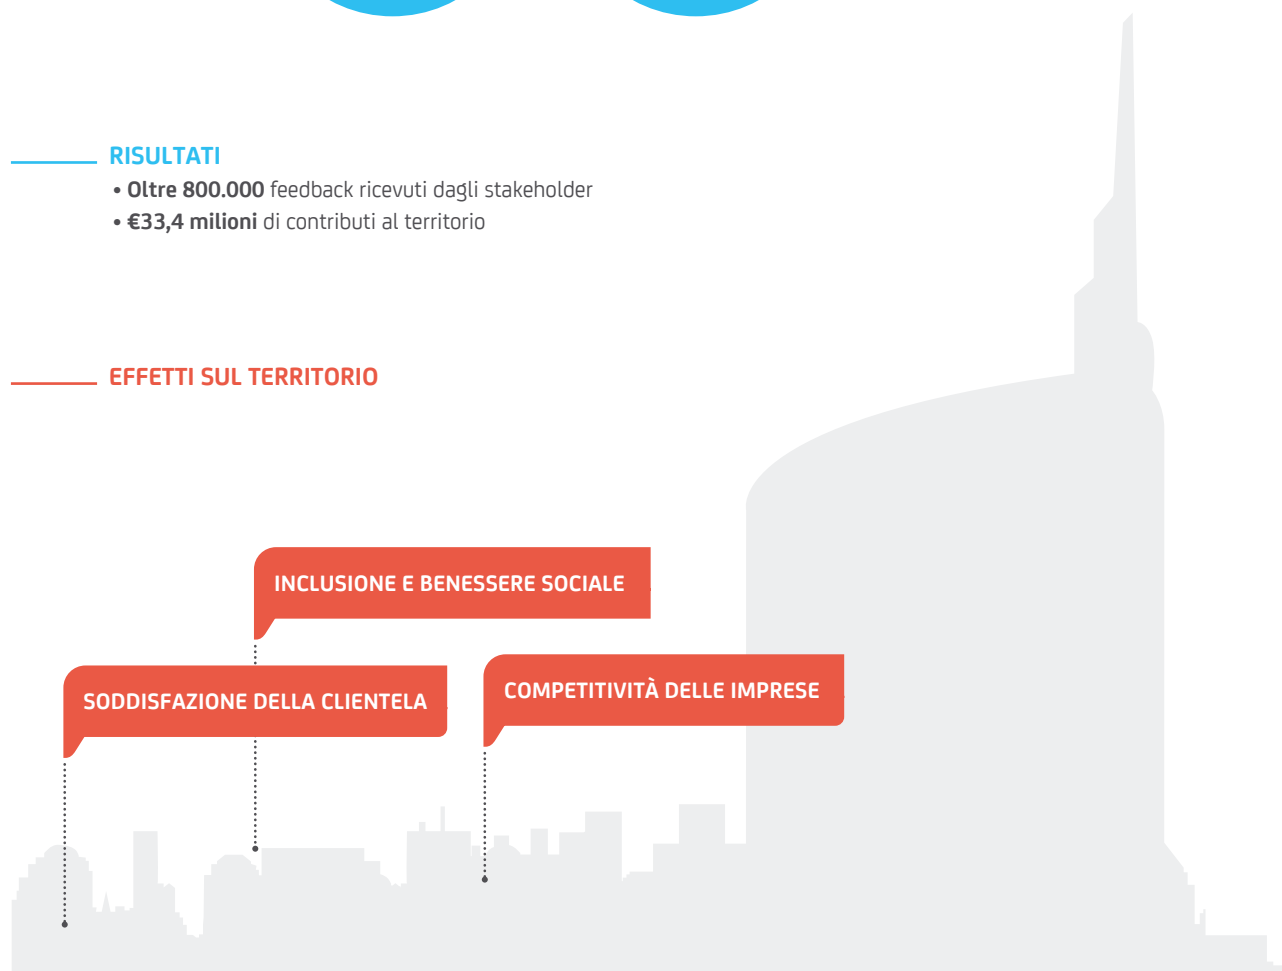 RISULTATI
• Oltre 800.000 feedback ricevuti dagli stakeholder
• €33,4 milioni di contributi al territorio
EFFETTI SUL TERRITORIO
INCLUSIONE E BENESSERE SOCIALE
SODDISFAZIONE DELLA CLIENTELA
COMPETITIVITÀ DELLE IMPRESE